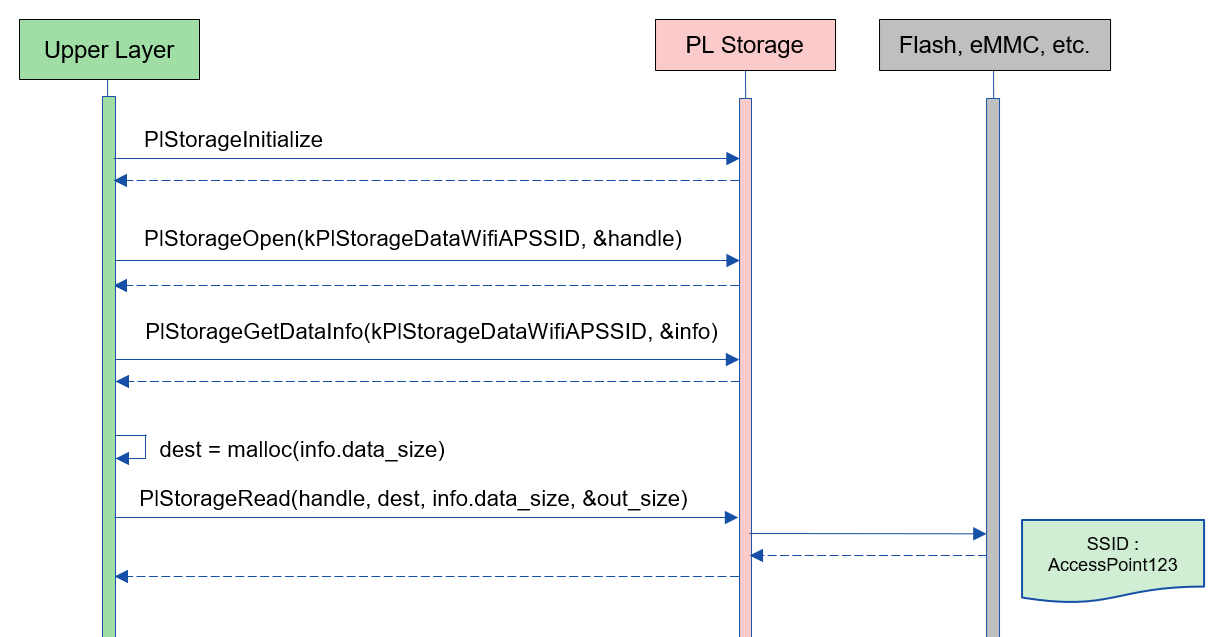 Upper Layer
PL Storage
Flash, eMMC, etc.
PlStorageInitialize
PlStorageOpen(kPlStorageDataWifiAPSSID, &handle)
PlStorageGetDataInfo(kPlStorageDataWifiAPSSID, &info)
dest = malloc(info.data_size)
PlStorageRead(handle, dest, info.data_size, &out_size)
SSID :
AccessPoint123